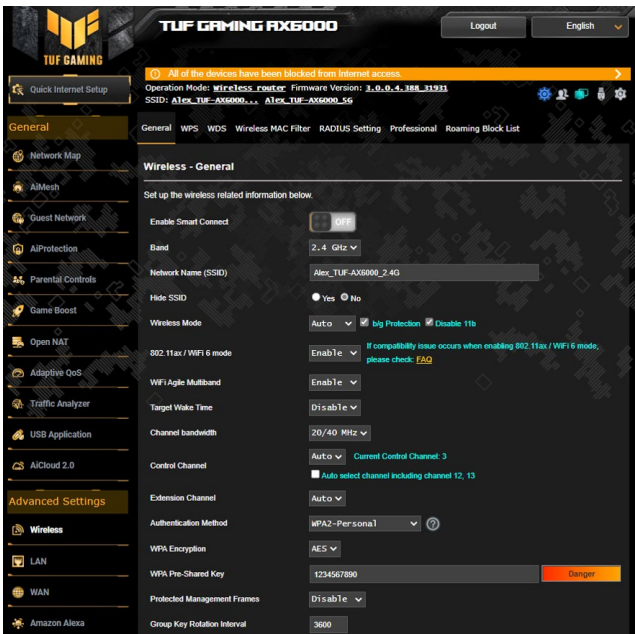 TUF GAMING AX6000
Logout
English
TUF GAMING
All of the devices have been blocked from Internet access.
Quick Internet Setup
Operation Mode: Wireless router Firmware Version: 3.0.0.4.388_31931
SSID: Alex_TUF-AX6000... Alex_TUF-AX6000_5G
General
General WPS WDS Wireless MAC Filter RADIUS Setting Professional Roaming Block List
Network Map
AiMesh
Guest Network
AiProtection
Parental Controls
Game Boost
Open NAT
Adaptive QoS
Traffic Analyzer
USB Application
AiCloud 2.0
Advanced Settings
Wireless
LAN
WAN
Amazon Alexa
Wireless - General
Set up the wireless related information below.
Enable Smart Connect OFF
Band 2.4 GHz
Network Name (SSID) Alex_TUF-AX6000_2.4G
Hide SSID Yes No
Wireless Mode Auto b/g Protection Disable 11b
802.11ax / WiFi 6 mode Enable If compatibility issue occurs when enabling 802.11ax / WiFi 6 mode,
please check: FAQ
WiFi Agile Multiband Enable
Target Wake Time Disable
Channel bandwidth 20/40 MHz
Control Channel Auto Current Control Channel: 3
Auto select channel including channel 12, 13
Extension Channel Auto
Authentication Method WPA2-Personal ?
WPA Encryption AES
WPA Pre-Shared Key 1234567890 Danger
Protected Management Frames Disable
Group Key Rotation Interval 3600